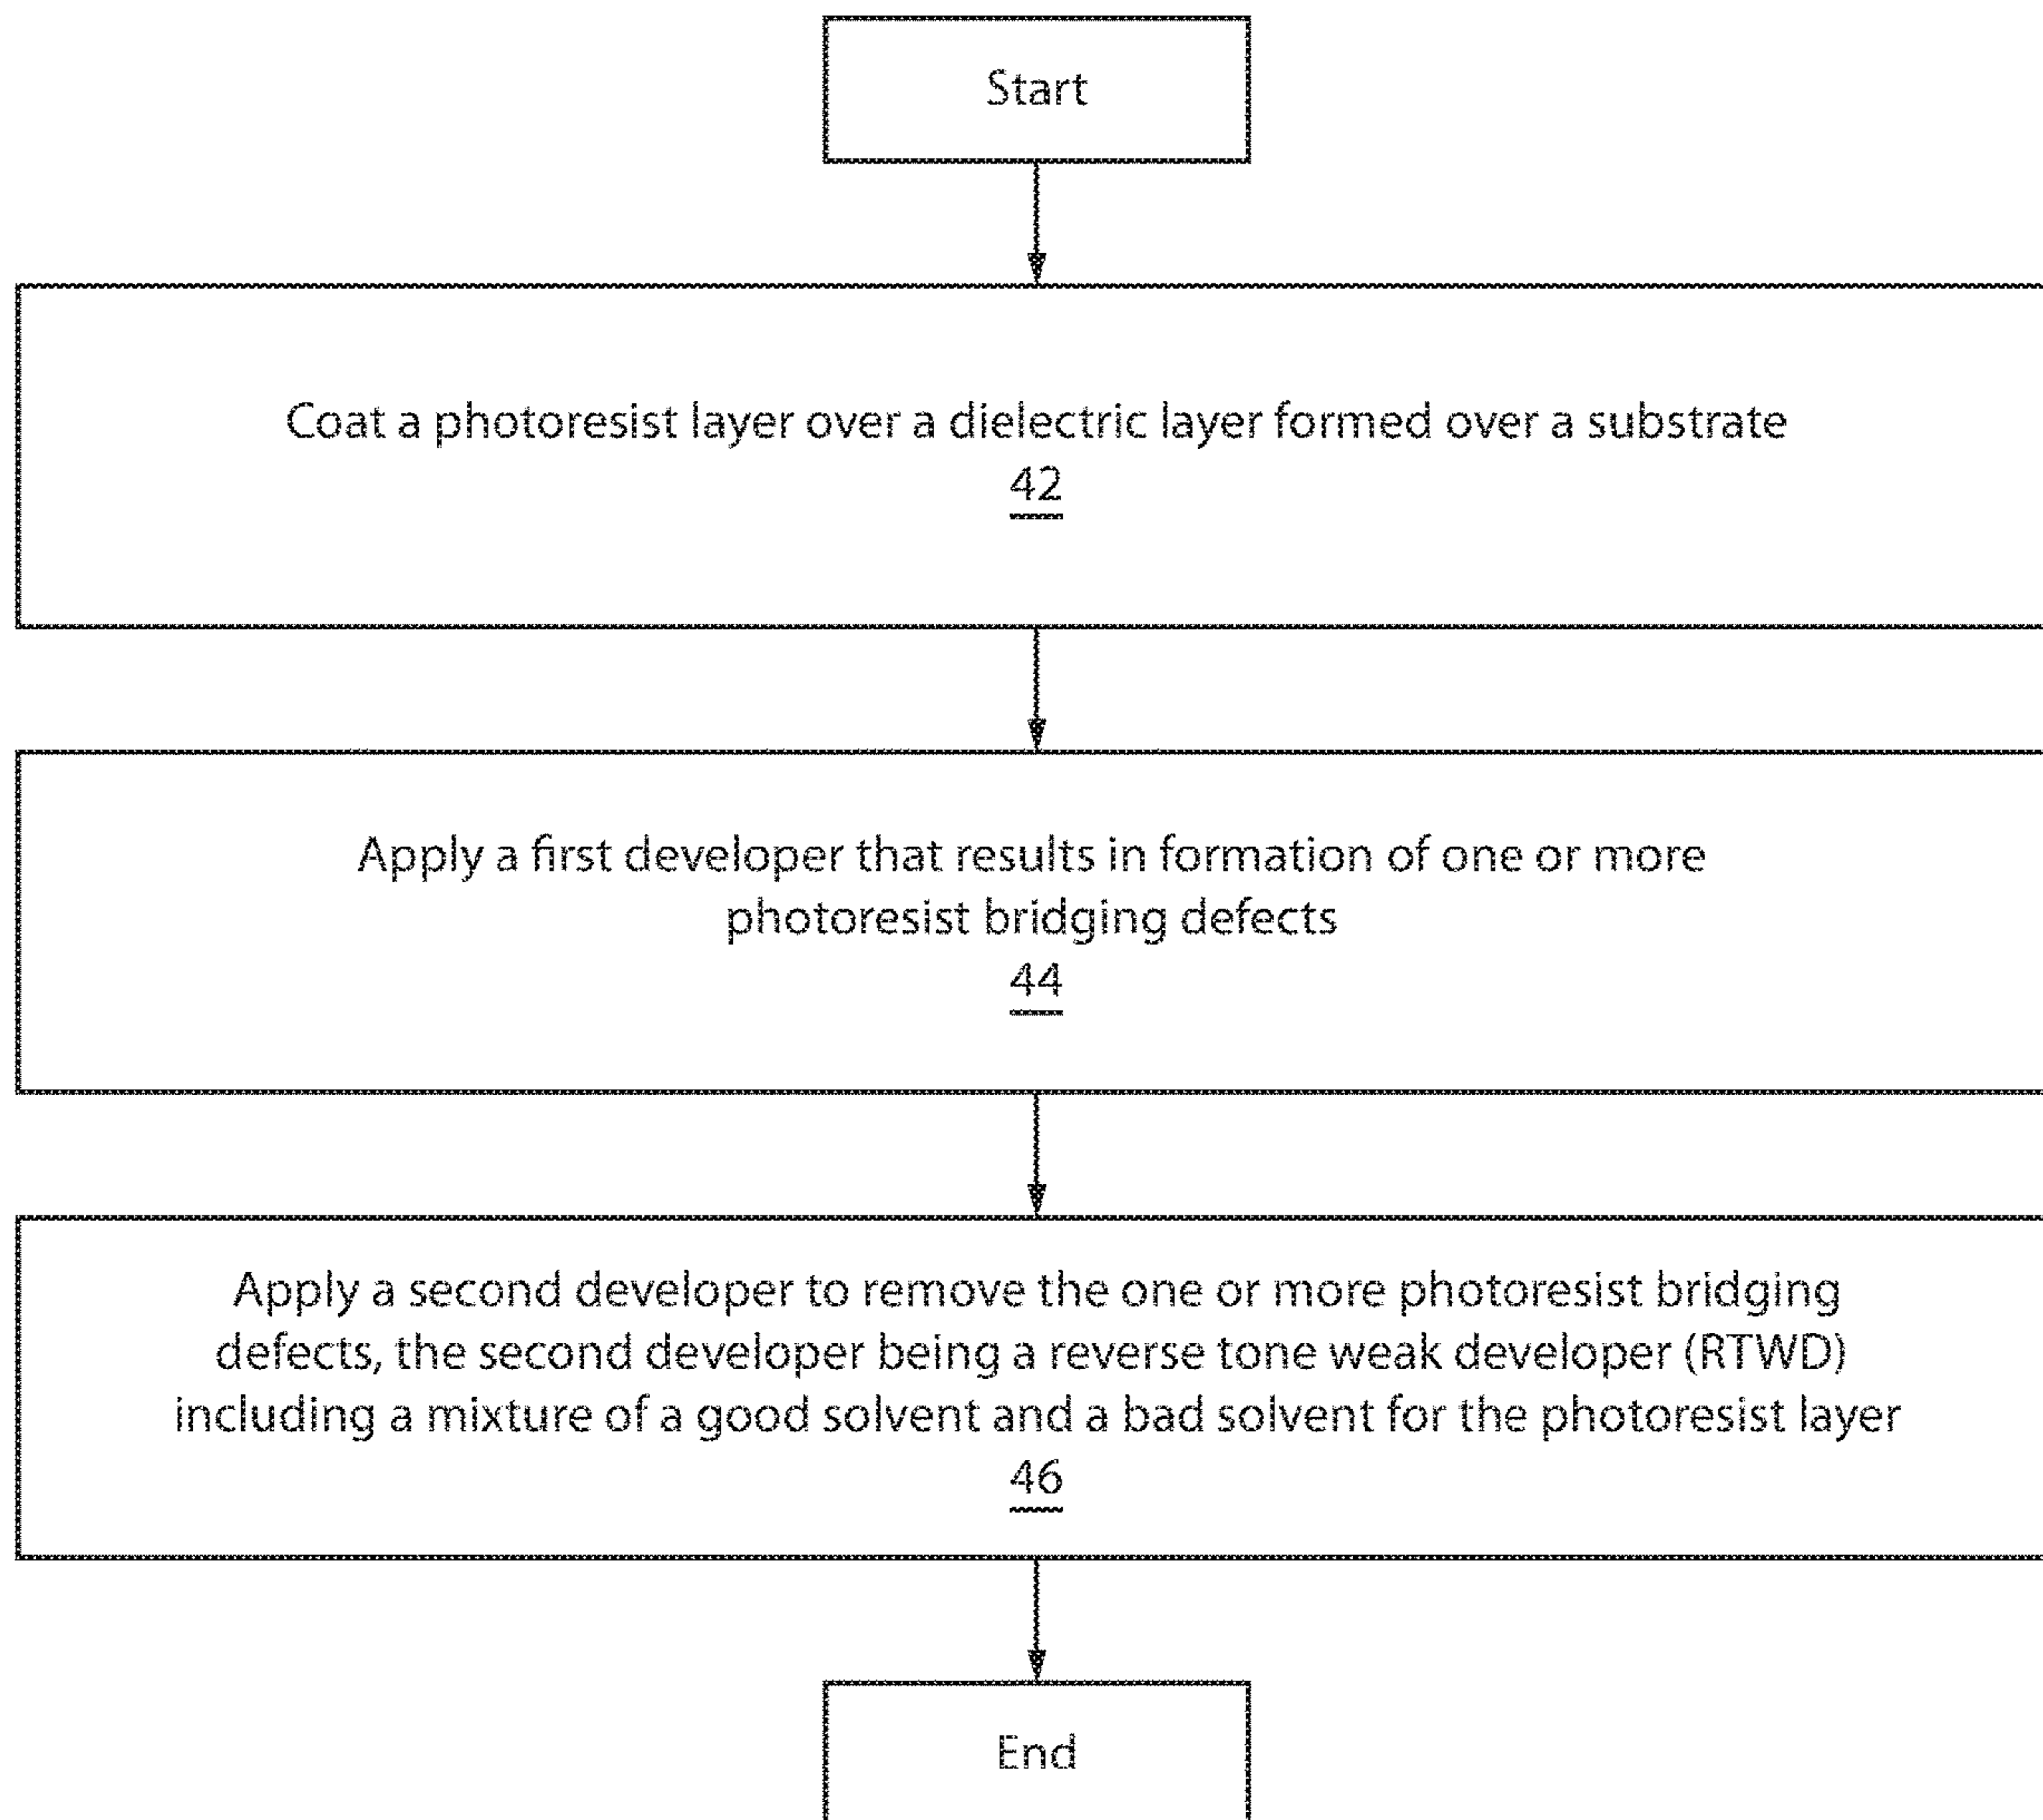 Start
Coat a photoresist layer over a dielectric layer formed over a substrate
42
Apply a first developer that results in formation of one or more
photoresist bridging defects
44
Apply a second developer to remove the one or more photoresist bridging
defects, the second developer being a reverse tone weak developer (RTWD)
including a mixture of a good solvent and a bad solvent for the photoresist layer
46
End